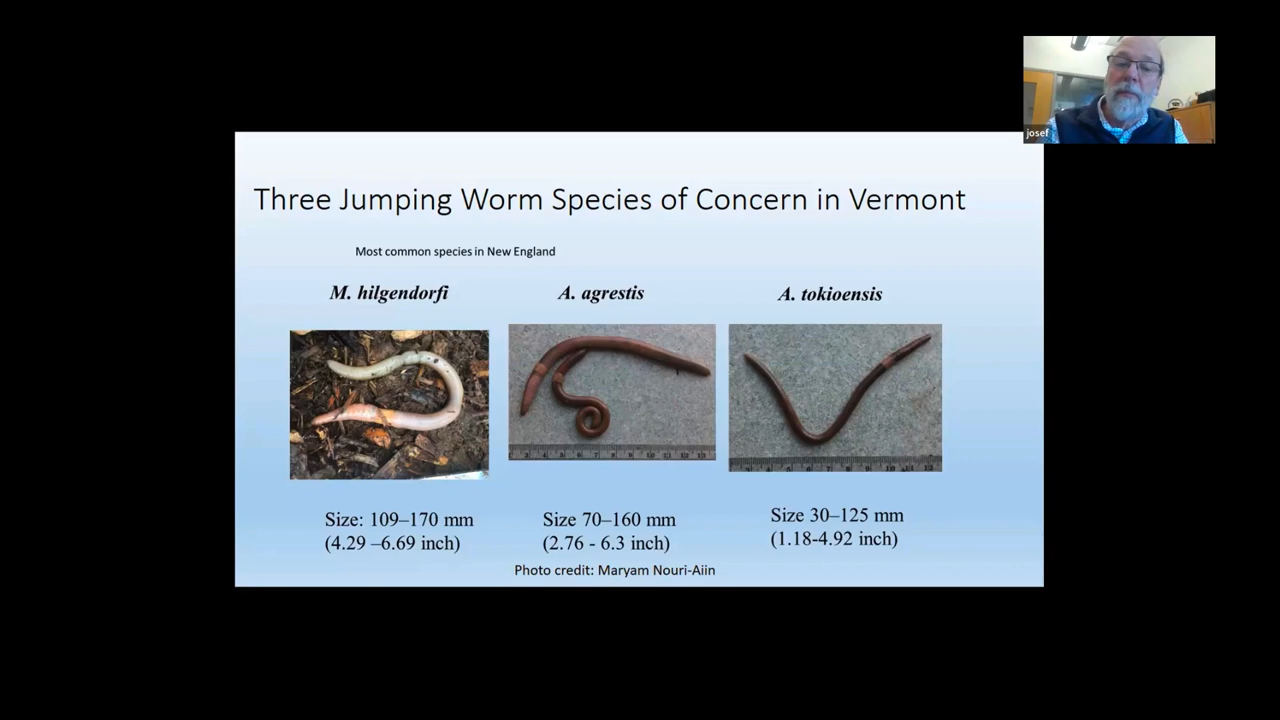 josef
Three Jumping Worm Species of Concern in Vermont
Most common species in New England
M. hilgendorfi
A. agrestis
A. tokioensis
Size: 109–170 mm
(4.29 –6.69 inch)
Size 70–160 mm
(2.76 - 6.3 inch)
Size 30–125 mm
(1.18-4.92 inch)
Photo credit: Maryam Nouri-Aiin